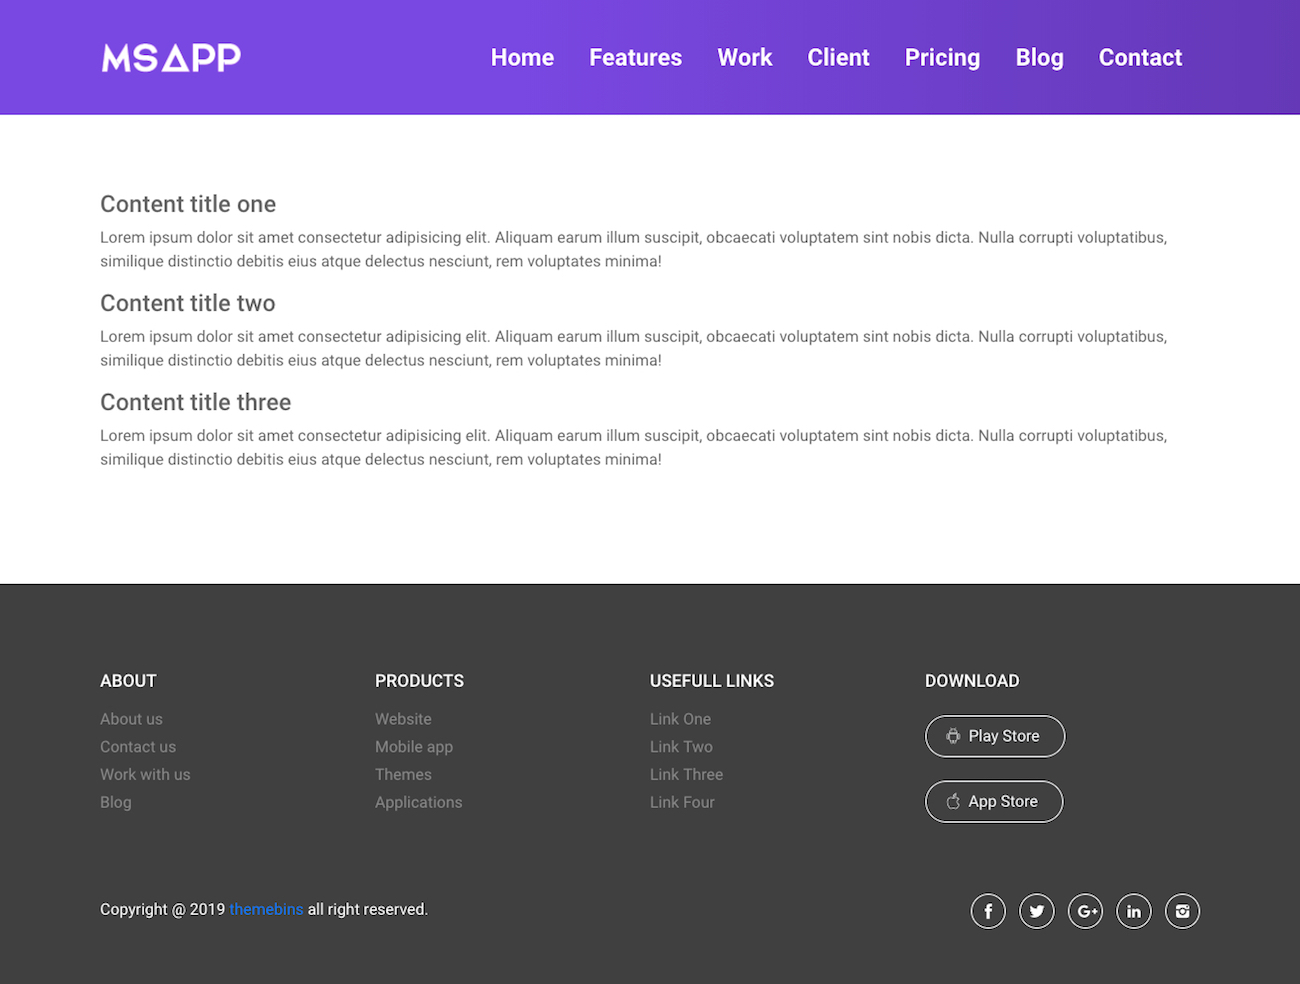 MSAPP
Home Features Work Client Pricing Blog Contact
Content title one
Lorem ipsum dolor sit amet consectetur adipisicing elit. Aliquam earum illum suscipit, obcaecati voluptatem sint nobis dicta. Nulla corrupti voluptatibus,
similique distinctio debitis eius atque delectus nesciunt, rem voluptates minima!
Content title two
Lorem ipsum dolor sit amet consectetur adipisicing elit. Aliquam earum illum suscipit, obcaecati voluptatem sint nobis dicta. Nulla corrupti voluptatibus,
similique distinctio debitis eius atque delectus nesciunt, rem voluptates minima!
Content title three
Lorem ipsum dolor sit amet consectetur adipisicing elit. Aliquam earum illum suscipit, obcaecati voluptatem sint nobis dicta. Nulla corrupti voluptatibus,
similique distinctio debitis eius atque delectus nesciunt, rem voluptates minima!
ABOUT
About us
Contact us
Work with us
Blog
PRODUCTS
Website
Mobile app
Themes
Applications
USEFULL LINKS
Link One
Link Two
Link Three
Link Four
DOWNLOAD
Play Store
App Store
Copyright @ 2019 themebins all right reserved.